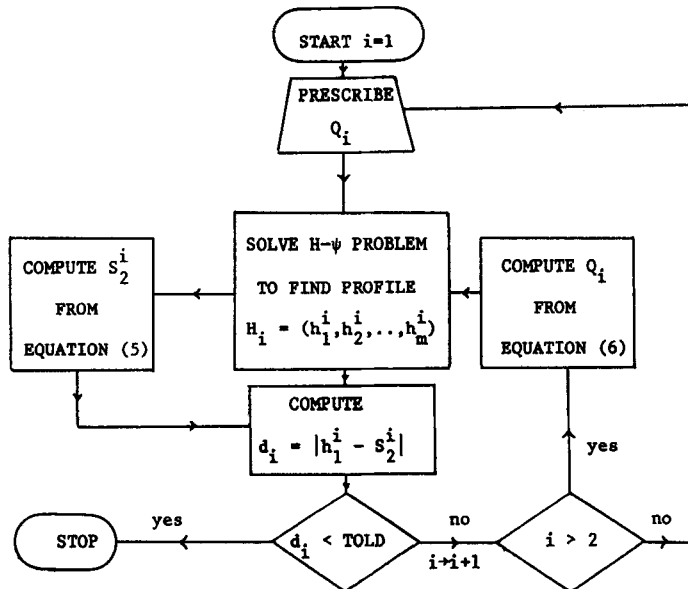 START i=1
PRESCRIBE
Q_i
SOLVE H-ψ PROBLEM
TO FIND PROFILE
H_i = (h_1^i,h_2^i,..,h_m^i)
COMPUTE S_2^i
FROM
EQUATION (5)
COMPUTE Q_i
FROM
EQUATION (6)
COMPUTE
d_i = |h_1^i - S_2^i|
yes
STOP
d_i < TOLD
no
i→i+1
i > 2
yes
no